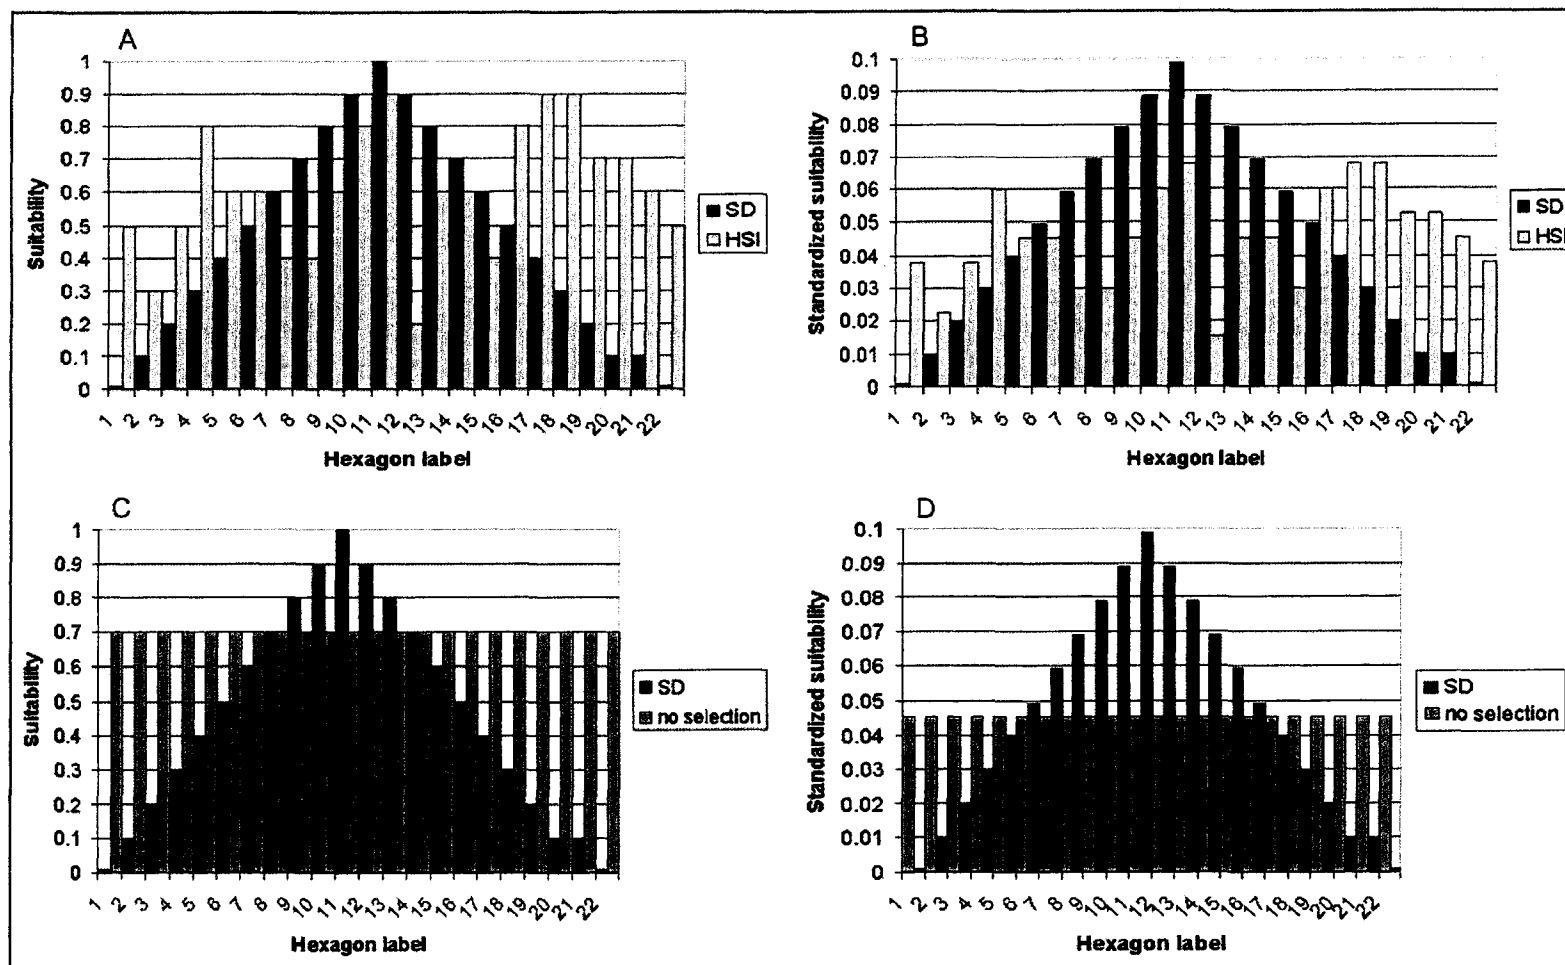 A
1
0.9
0.8
0.7
0.6
0.5
0.4
0.3
0.2
0.1
0
Suitability
1 2 3 4 5 6 7 8 9 10 11 12 13 14 15 16 17 18 19 20 21 22
Hexagon label
SD
HSI
B
0.1
0.09
0.08
0.07
0.06
0.05
0.04
0.03
0.02
0.01
0
Standardized suitability
1 2 3 4 5 6 7 8 9 10 11 12 13 14 15 16 17 18 19 20 21 22
Hexagon label
SD
HSI
C
1
0.9
0.8
0.7
0.6
0.5
0.4
0.3
0.2
0.1
0
Suitability
1 2 3 4 5 6 7 8 9 10 11 12 13 14 15 16 17 18 19 20 21 22
Hexagon label
SD
no selection
D
0.1
0.09
0.08
0.07
0.06
0.05
0.04
0.03
0.02
0.01
0
Standardized suitability
1 2 3 4 5 6 7 8 9 10 11 12 13 14 15 16 17 18 19 20 21 22
Hexagon label
SD
no selection